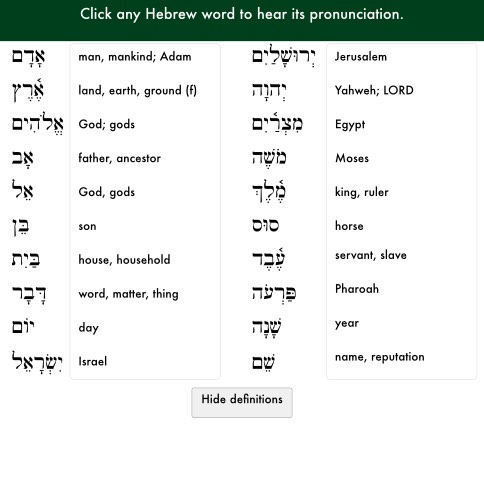 Click any Hebrew word to hear its pronunciation.
אָדָם man, mankind; Adam
אֶ֫רֶץ land, earth, ground (f)
אֱלֹהִים God; gods
אָב father, ancestor
אֵל God, gods
בֵּן son
בַּיִת house, household
דָּבָר word, matter, thing
יוֹם day
יִשְׂרָאֵל Israel
יְרוּשָׁלַ֫יִם Jerusalem
יְהוָה Yahweh; LORD
מִצְרַ֫יִם Egypt
מֹשֶׁה Moses
מֶ֫לֶךְ king, ruler
סוּס horse
עֶ֫בֶד servant, slave
פַּרְעֹה Pharoah
שָׁנָה year
שֵׁם name, reputation
Hide definitions